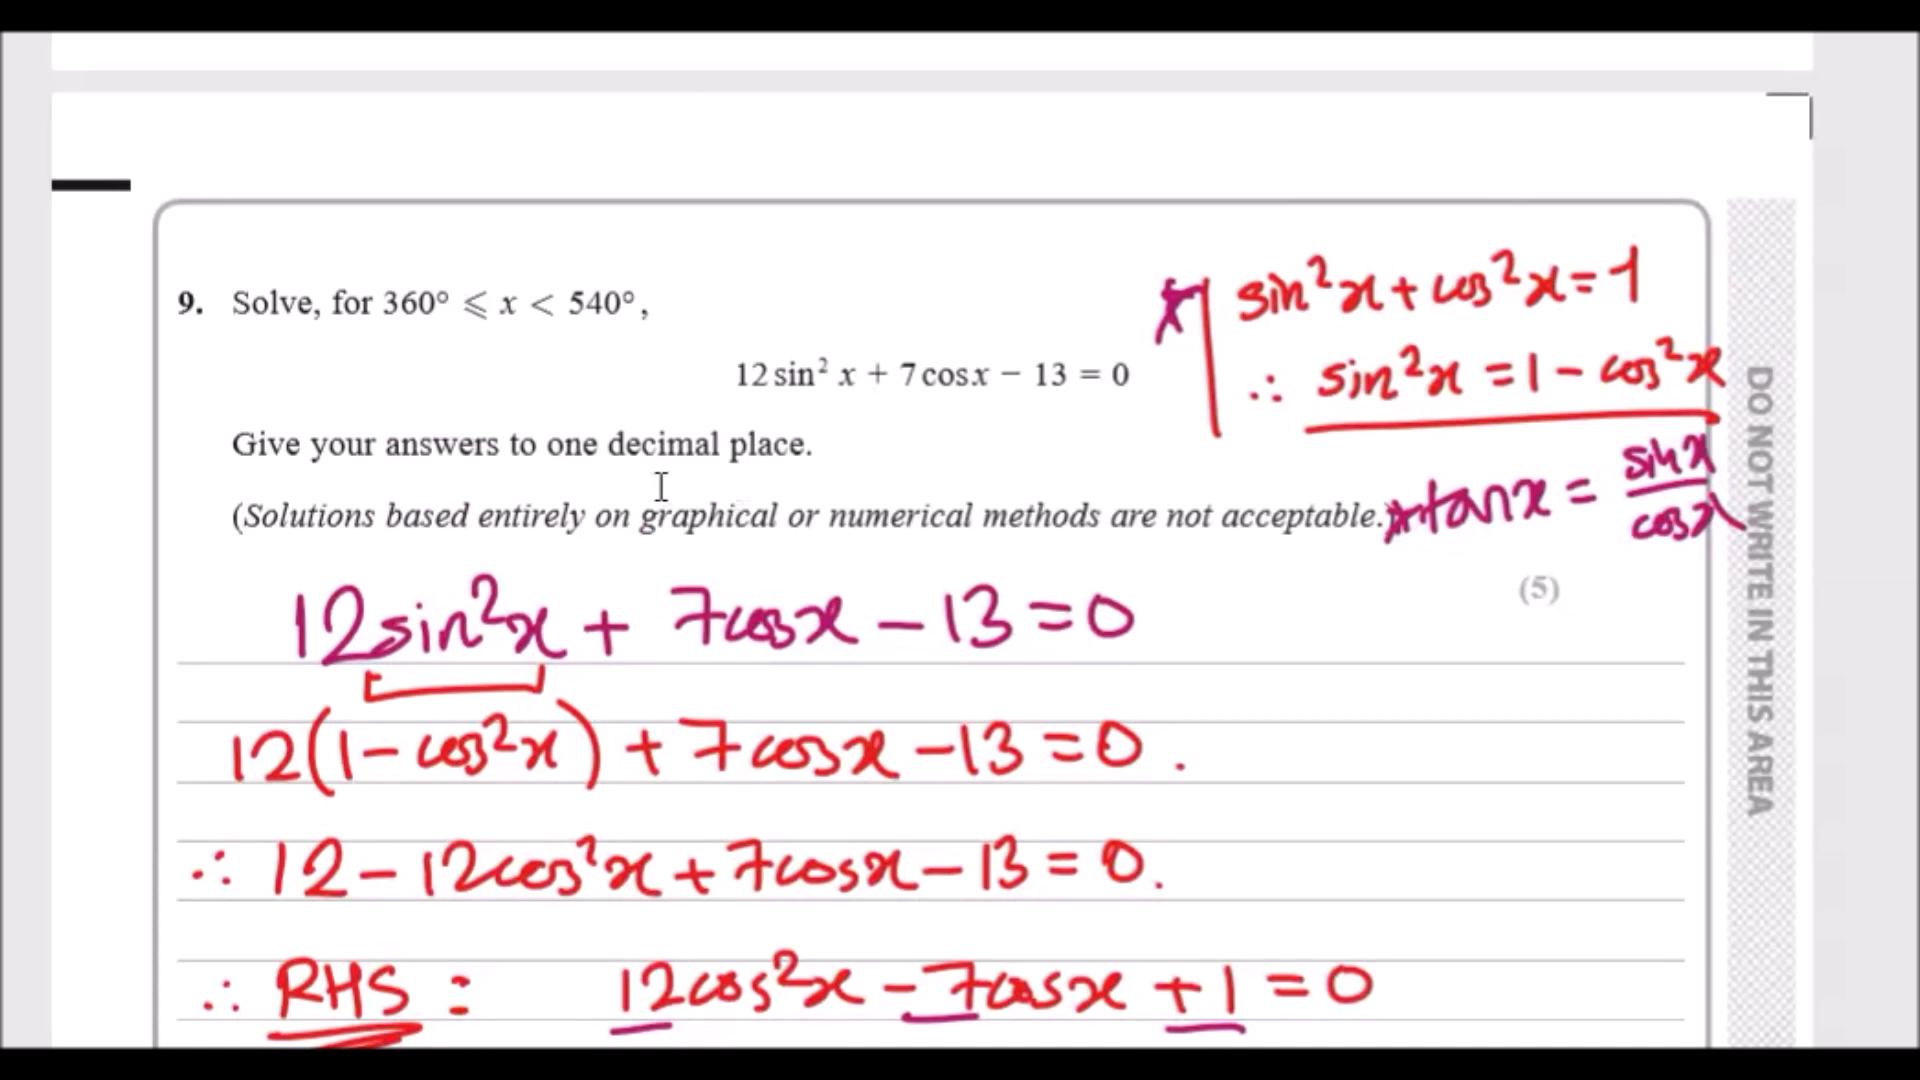 9. Solve, for 360° ⩽ x < 540°,
12 sin² x + 7 cos x − 13 = 0
Give your answers to one decimal place.
(Solutions based entirely on graphical or numerical methods are not acceptable.)
(5)
sin²x + cos²x = 1
∴ sin²x = 1 − cos²x
tanx = sinx/cosx
12sin²x + 7cosx − 13 = 0
12(1 − cos²x) + 7cosx − 13 = 0.
∴ 12 − 12cos²x + 7cosx − 13 = 0.
∴ RHS : 12cos²x − 7cosx + 1 = 0
DO NOT WRITE IN THIS AREA